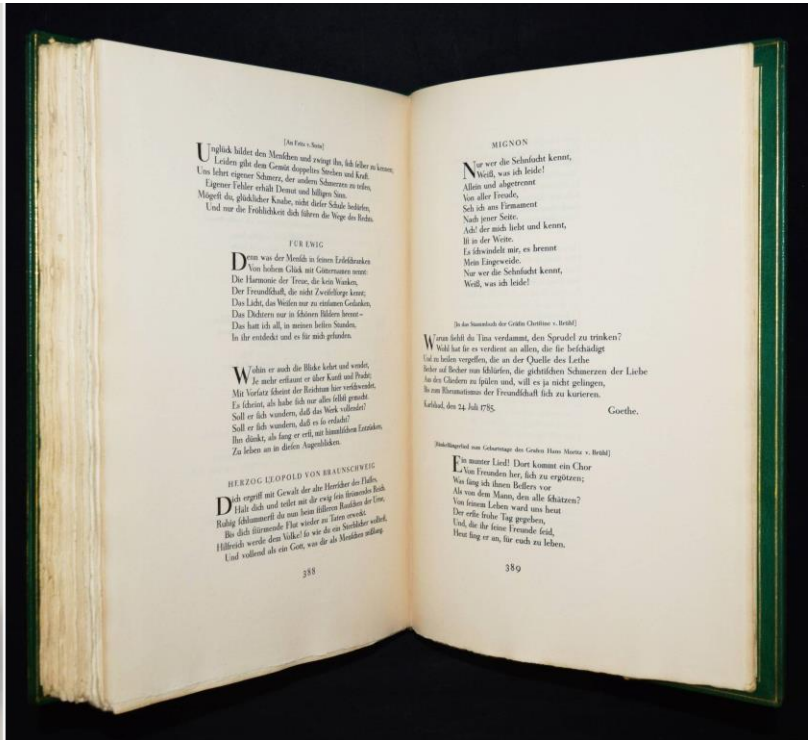 [An Fritz v. Stein]
Unglück bildet den Menſchen und zwingt ihn, ſich ſelber zu kennen,
Leiden gibt dem Gemüt doppeltes Streben und Kraft.
Uns lehrt eigener Schmerz, der andern Schmerzen zu teilen,
Eigener Fehler erhält Demut und billigen Sinn.
Mögeſt du, glücklicher Knabe, nicht dieſer Schule bedürfen,
Und nur die Fröhlichkeit dich führen die Wege des Rechts.
FÜR EWIG
Denn was der Menſch in ſeinen Erdeſchranken
Von hohem Glück mit Götternamen nennt:
Die Harmonie der Treue, die kein Wanken,
Der Freundſchaft, die nicht Zweifelſorge kennt;
Das Licht, das Weiſen nur zu einſamen Gedanken,
Das Dichtern nur in ſchönen Bildern brennt–
Das hatt ich all, in meinen beſten Stunden,
In ihr entdeckt und es für mich gefunden.
Wohin er auch die Blicke kehrt und wendet,
Je mehr erſtaunt er über Kunſt und Pracht;
Mit Vorſatz ſcheint der Reichtum hier verſchwendet,
Es ſcheint, als habe ſich nur alles ſelbſt gemacht.
Soll er ſich wundern, daß das Werk vollendet?
Soll er ſich wundern, daß es ſo erdacht?
Ihn dünkt, als fang er erſt, mit himmliſchem Entzücken,
Zu leben an in dieſen Augenblicken.
HERZOG LEOPOLD VON BRAUNSCHWEIG
Dich ergriff mit Gewalt der alte Herrſcher des Fluſſes,
Hält dich und teilet mit dir ewig ſein ſtrömendes Reich.
Ruhig ſchlummerſt du nun beim ſtilleren Rauſchen der Urne,
Bis dich ſtürmende Flut wieder zu Taten erweckt.
Hilfreich werde dem Volke! ſo wie du ein Sterblicher wollteſt,
Und vollend als ein Gott, was dir als Menſchen mißlang.
388
MIGNON
Nur wer die Sehnſucht kennt,
Weiß, was ich leide!
Allein und abgetrennt
Von aller Freude,
Seh ich ans Firmament
Nach jener Seite.
Ach! der mich liebt und kennt,
Iſt in der Weite.
Es ſchwindelt mir, es brennt
Mein Eingeweide.
Nur wer die Sehnſucht kennt,
Weiß, was ich leide!
[In das Stammbuch der Gräfin Chriſtine v. Brühl]
Warum ſiehſt du Tina verdammt, den Sprudel zu trinken?
Wohl hat ſie es verdient an allen, die ſie beſchädigt
Und zu heilen vergeſſen, die an der Quelle des Lethe
Becher auf Becher nun ſchlürfen, die gichtiſchen Schmerzen der Liebe
Aus den Gliedern zu ſpülen und, will es ja nicht gelingen,
Bis zum Rheumatismus der Freundſchaft ſich zu kurieren.
Karlsbad, den 24. Juli 1785. Goethe.
[Bänkelſängerlied zum Geburtstage des Grafen Hans Moritz v. Brühl]
Ein munter Lied! Dort kommt ein Chor
Von Freunden her, ſich zu ergötzen;
Was fang ich ihnen Beſſers vor
Als von dem Mann, den alle ſchätzen?
Von ſeinem Leben ward uns heut
Der erſte frohe Tag gegeben,
Und, die ihr ſeine Freunde ſeid,
Heut fing er an, für euch zu leben.
389